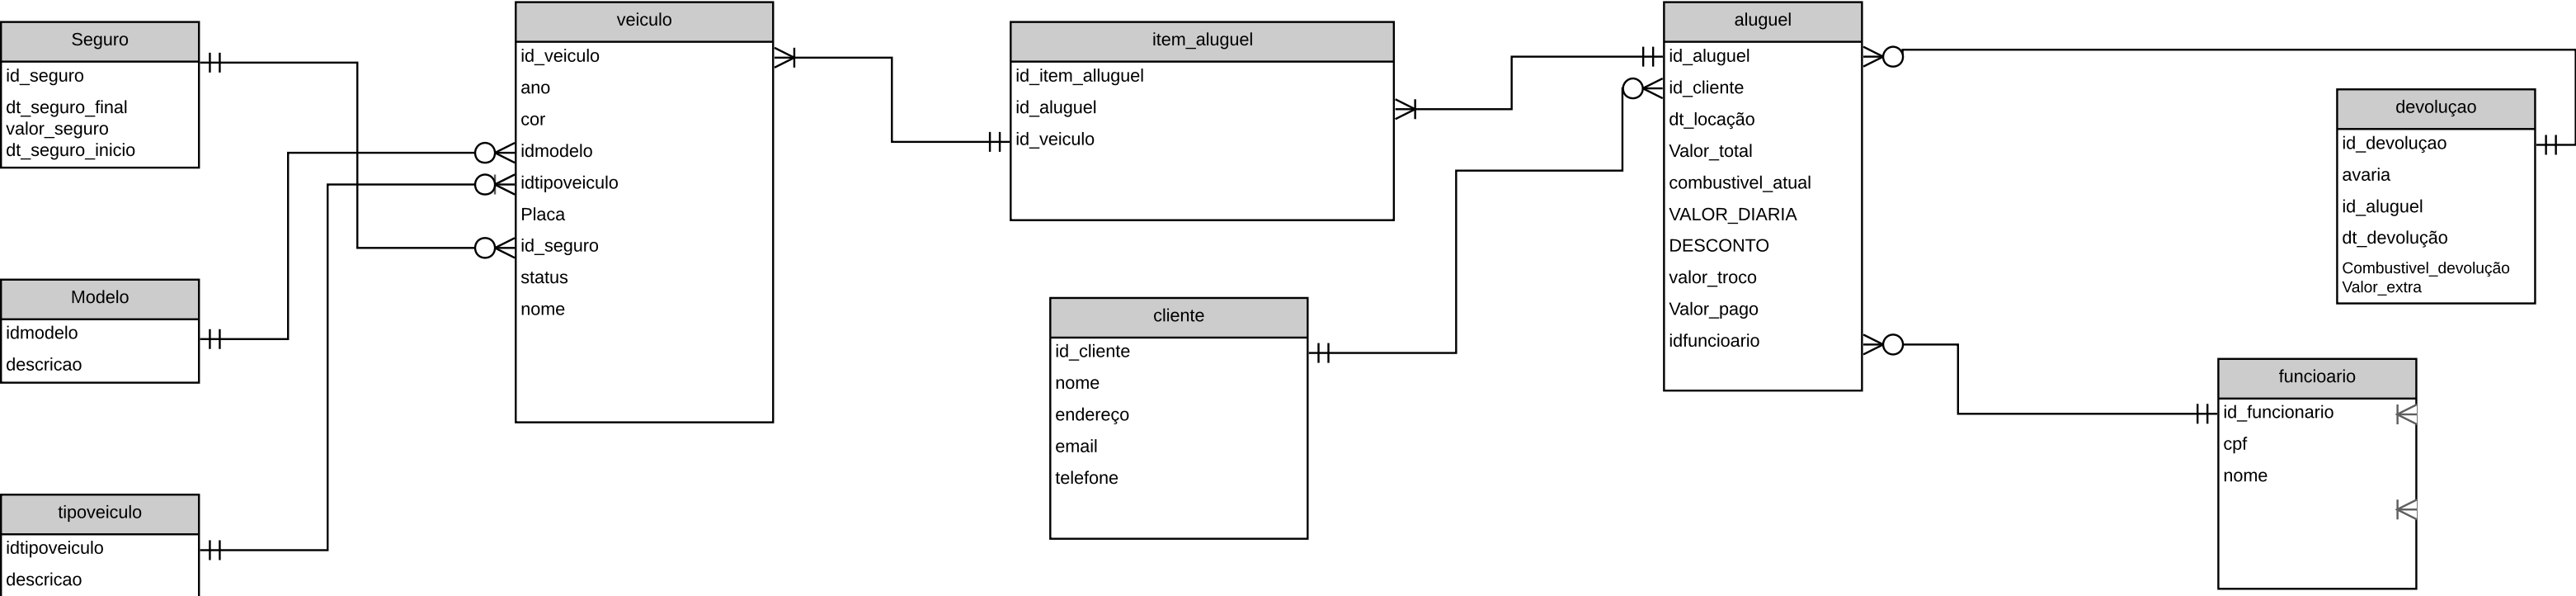 Seguro
id_seguro
dt_seguro_final
valor_seguro
dt_seguro_inicio
Modelo
idmodelo
descricao
tipoveiculo
idtipoveiculo
descricao
veiculo
id_veiculo
ano
cor
idmodelo
idtipoveiculo
Placa
id_seguro
status
nome
item_aluguel
id_item_alluguel
id_aluguel
id_veiculo
cliente
id_cliente
nome
endereço
email
telefone
aluguel
id_aluguel
id_cliente
dt_locação
Valor_total
combustivel_atual
VALOR_DIARIA
DESCONTO
valor_troco
Valor_pago
idfuncioario
devoluçao
id_devoluçao
avaria
id_aluguel
dt_devolução
Combustivel_devolução
Valor_extra
funcioario
id_funcionario
cpf
nome